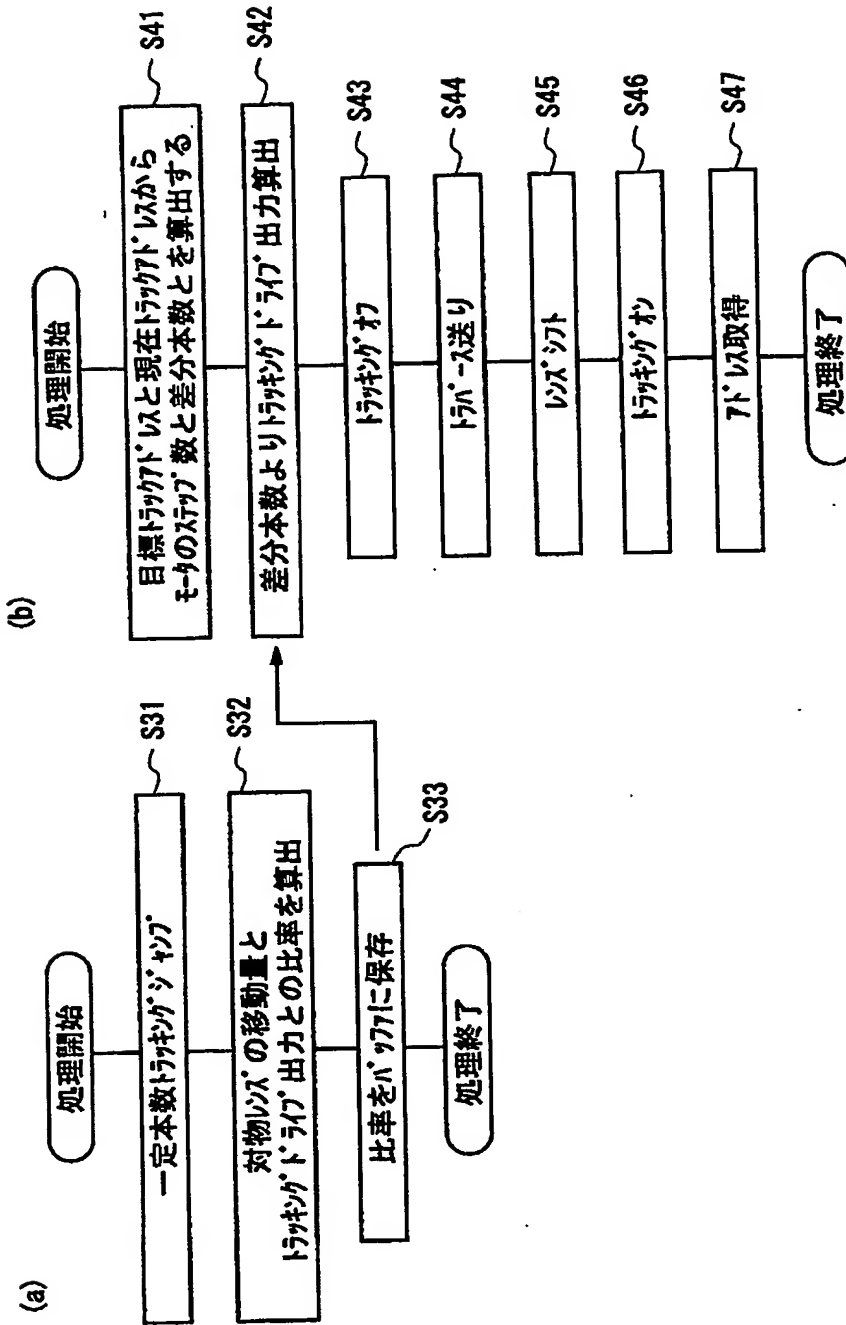 (a)
処理開始
一定本数トラッキングジャンプ
S31
対物レンズの移動量と
トラッキングドライブ出力との比率を算出
S32
比率をバッファに保存
S33
処理終了
(b)
処理開始
目標トラックアドレスと現在トラックアドレスから
モータのステップ数と差分本数とを算出する
S41
差分本数よりトラッキングドライブ出力算出
S42
トラッキングオフ
S43
トラバース送り
S44
レンズシフト
S45
トラッキングオン
S46
アドレス取得
S47
処理終了